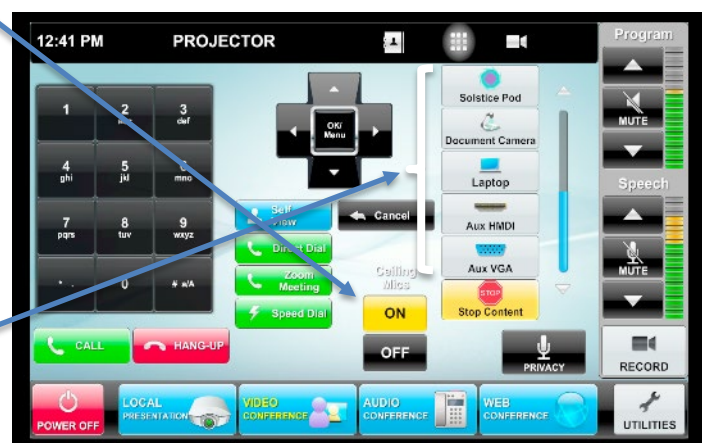 12:41 PM PROJECTOR
Program
MUTE
Speech
MUTE
RECORD
UTILITIES
1 2 3
def
4 5
ghi jkl mno
7 8 9
pqrs tuv wxyz
0 #
CALL HANG-UP
OK/
Menu
Cancel
Self
View
Direct Dial
Zoom
Meeting
Speed Dial
Ceiling
Mics
ON
OFF
Solstice Pod
Document Camera
Laptop
Aux HDMI
Aux VGA
STOP
Stop Content
PRIVACY
POWER OFF
LOCAL
PRESENTATION
VIDEO
CONFERENCE
AUDIO
CONFERENCE
WEB
CONFERENCE